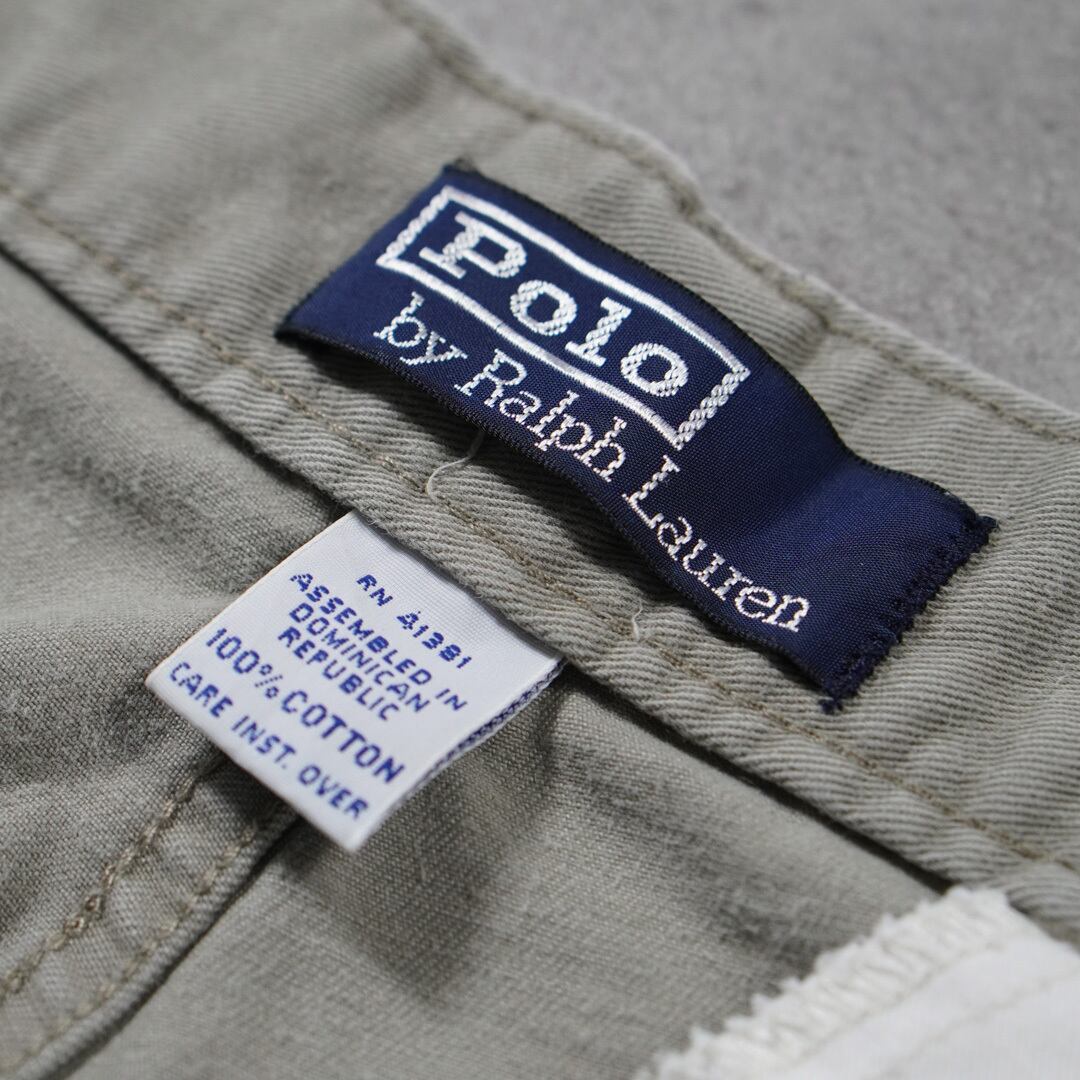 Polo
by Ralph Lauren
RN 41381
ASSEMBLED IN
DOMINICAN
REPUBLIC
100% COTTON
CARE INST. OVER